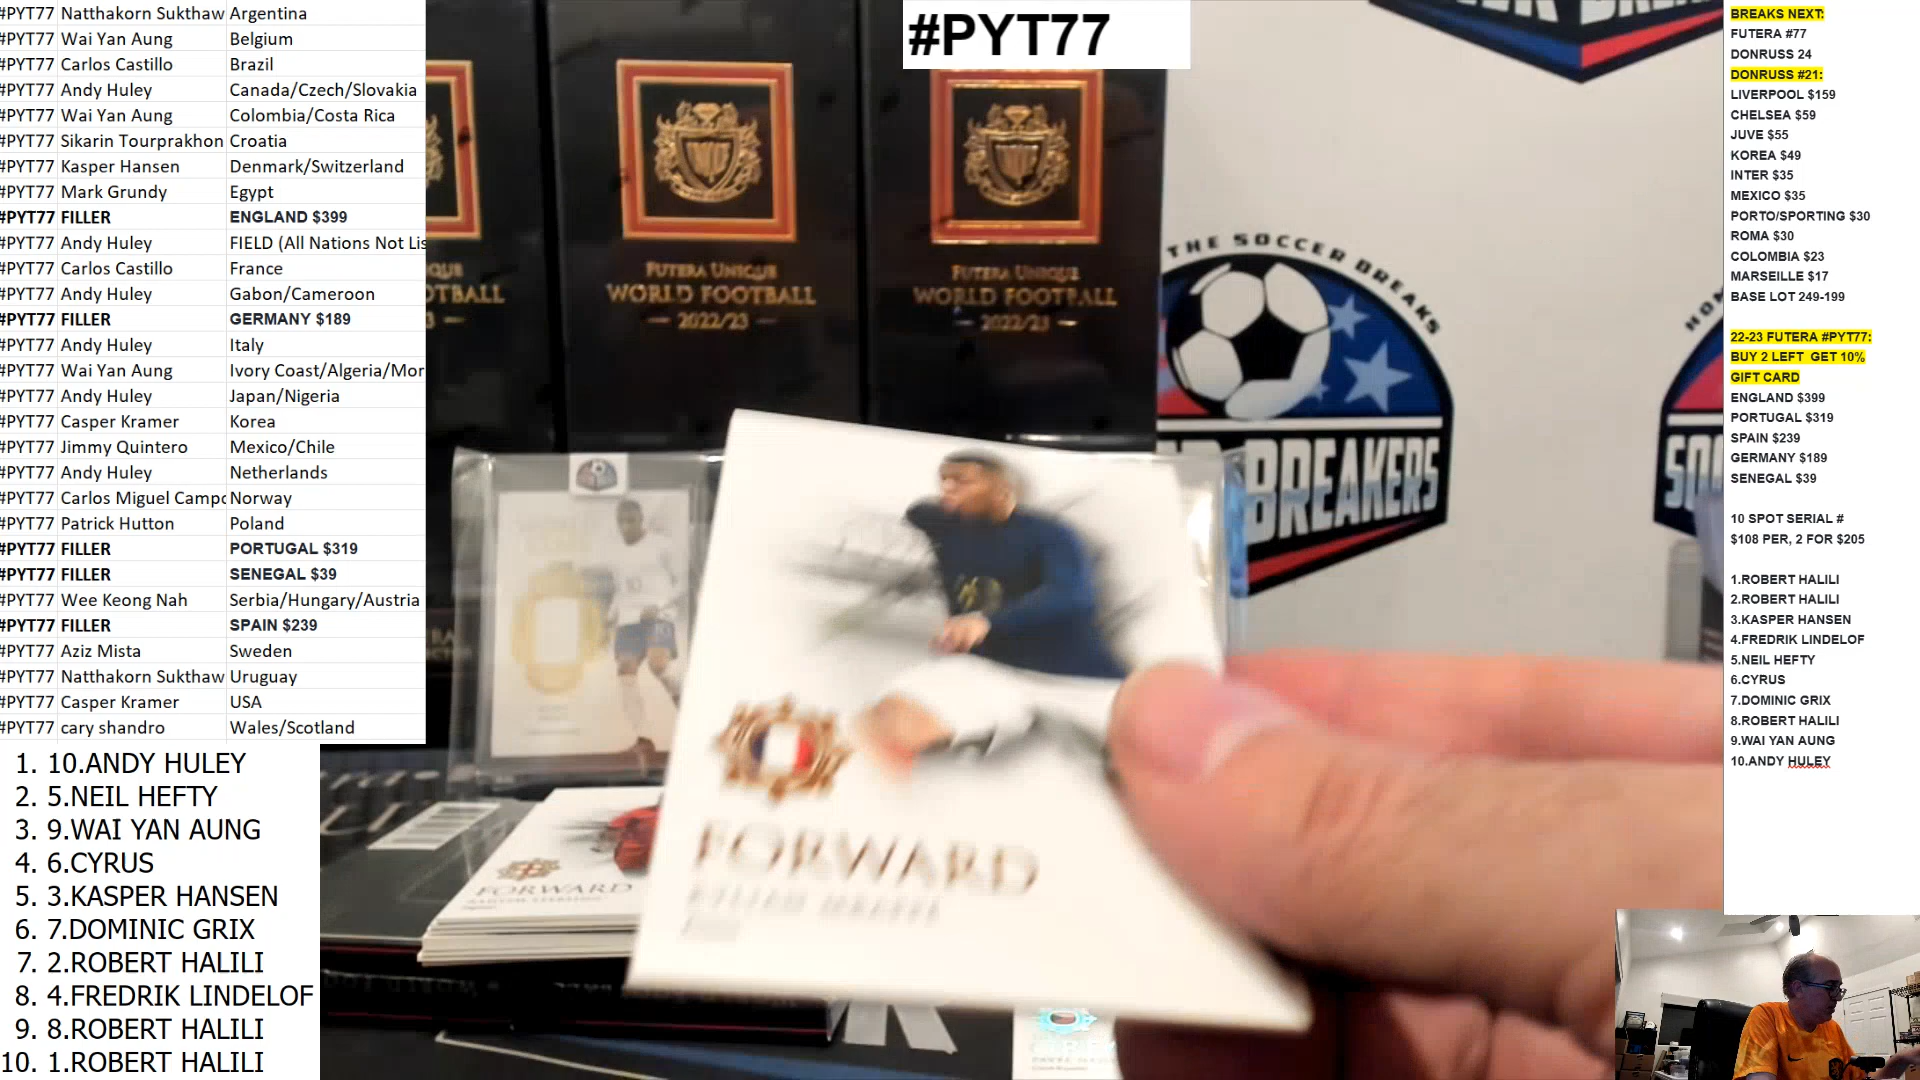 #PYT77 Natthakorn Sukthaw Argentina
#PYT77 Wai Yan Aung Belgium
#PYT77 Carlos Castillo Brazil
#PYT77 Andy Huley Canada/Czech/Slovakia
#PYT77 Wai Yan Aung Colombia/Costa Rica
#PYT77 Sikarin Tourprakhon Croatia
#PYT77 Kasper Hansen Denmark/Switzerland
#PYT77 Mark Grundy Egypt
#PYT77 FILLER ENGLAND $399
#PYT77 Andy Huley FIELD (All Nations Not Lis
#PYT77 Carlos Castillo France
#PYT77 Andy Huley Gabon/Cameroon
#PYT77 FILLER GERMANY $189
#PYT77 Andy Huley Italy
#PYT77 Wai Yan Aung Ivory Coast/Algeria/Mor
#PYT77 Andy Huley Japan/Nigeria
#PYT77 Casper Kramer Korea
#PYT77 Jimmy Quintero Mexico/Chile
#PYT77 Andy Huley Netherlands
#PYT77 Carlos Miguel Campo Norway
#PYT77 Patrick Hutton Poland
#PYT77 FILLER PORTUGAL $319
#PYT77 FILLER SENEGAL $39
#PYT77 Wee Keong Nah Serbia/Hungary/Austria
#PYT77 FILLER SPAIN $239
#PYT77 Aziz Mista Sweden
#PYT77 Natthakorn Sukthaw Uruguay
#PYT77 Casper Kramer USA
#PYT77 cary shandro Wales/Scotland
1. 10.ANDY HULEY
2. 5.NEIL HEFTY
3. 9.WAI YAN AUNG
4. 6.CYRUS
5. 3.KASPER HANSEN
6. 7.DOMINIC GRIX
7. 2.ROBERT HALILI
8. 4.FREDRIK LINDELOF
9. 8.ROBERT HALILI
10. 1.ROBERT HALILI
#PYT77
FUTERA UNIQUE
WORLD FOOTBALL
2022/23
FUTERA UNIQUE
WORLD FOOTBALL
2022/23
THE SOCCER BREAKS
BREAKERS
FORWARD
FORWARD
BREAKS NEXT:
FUTERA #77
DONRUSS 24
DONRUSS #21:
LIVERPOOL $159
CHELSEA $59
JUVE $55
KOREA $49
INTER $35
MEXICO $35
PORTO/SPORTING $30
ROMA $30
COLOMBIA $23
MARSEILLE $17
BASE LOT 249-199
22-23 FUTERA #PYT77:
BUY 2 LEFT GET 10%
GIFT CARD
ENGLAND $399
PORTUGAL $319
SPAIN $239
GERMANY $189
SENEGAL $39
10 SPOT SERIAL #
$108 PER, 2 FOR $205
1.ROBERT HALILI
2.ROBERT HALILI
3.KASPER HANSEN
4.FREDRIK LINDELOF
5.NEIL HEFTY
6.CYRUS
7.DOMINIC GRIX
8.ROBERT HALILI
9.WAI YAN AUNG
10.ANDY HULEY